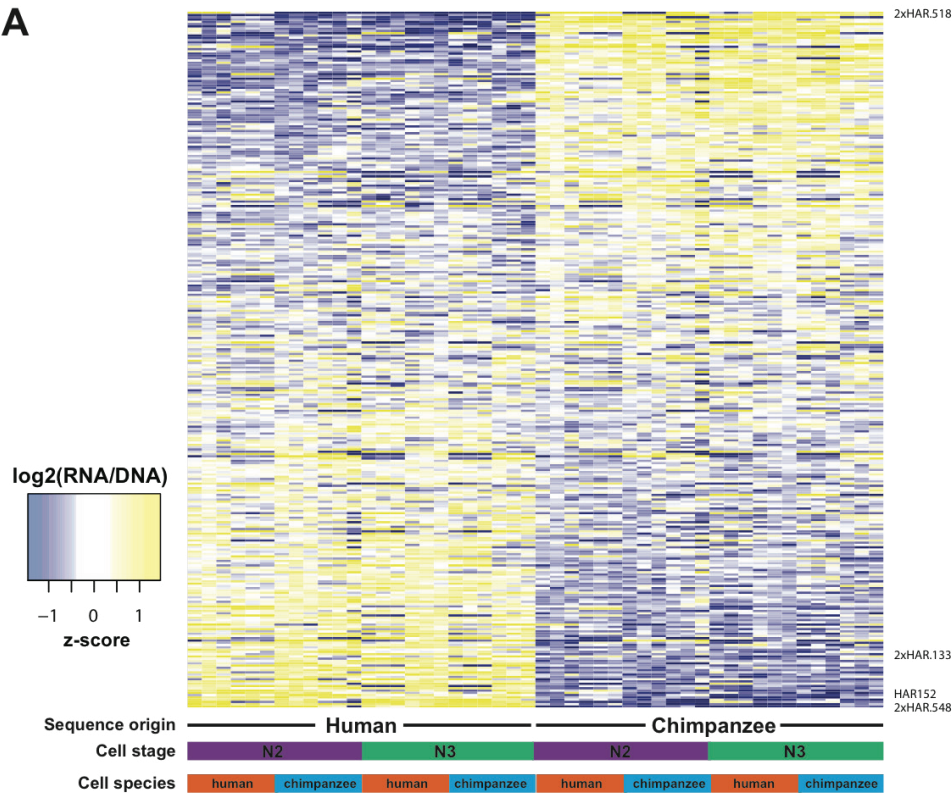 A
2xHAR.518
log2(RNA/DNA)
−1 0 1
z-score
2xHAR.133
HAR152
2xHAR.548
Sequence origin Human Chimpanzee
Cell stage N2 N3 N2 N3
Cell species human chimpanzee human chimpanzee human chimpanzee human chimpanzee